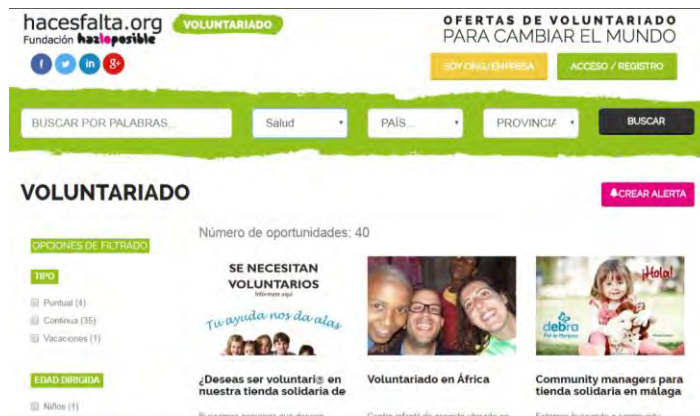 hacesfalta.org
Fundación hazloposible
VOLUNTARIADO
OFERTAS DE VOLUNTARIADO
PARA CAMBIAR EL MUNDO
SOY ONG/EMPRESA
ACCESO / REGISTRO
BUSCAR POR PALABRAS...
Salud
PAÍS...
PROVINCIA
BUSCAR
VOLUNTARIADO
CREAR ALERTA
OPCIONES DE FILTRADO
TIPO
Puntual (4)
Continua (35)
Vacaciones (1)
EDAD DIRIGIDA
Niños (1)
Número de oportunidades: 40
SE NECESITAN
VOLUNTARIOS
Infórmate aquí
Tu ayuda nos da alas
¿Deseas ser voluntari@ en
nuestra tienda solidaria de
Voluntariado en África
¡Hola!
debra
Piel de Mariposa
Community managers para
tienda solidaria en málaga